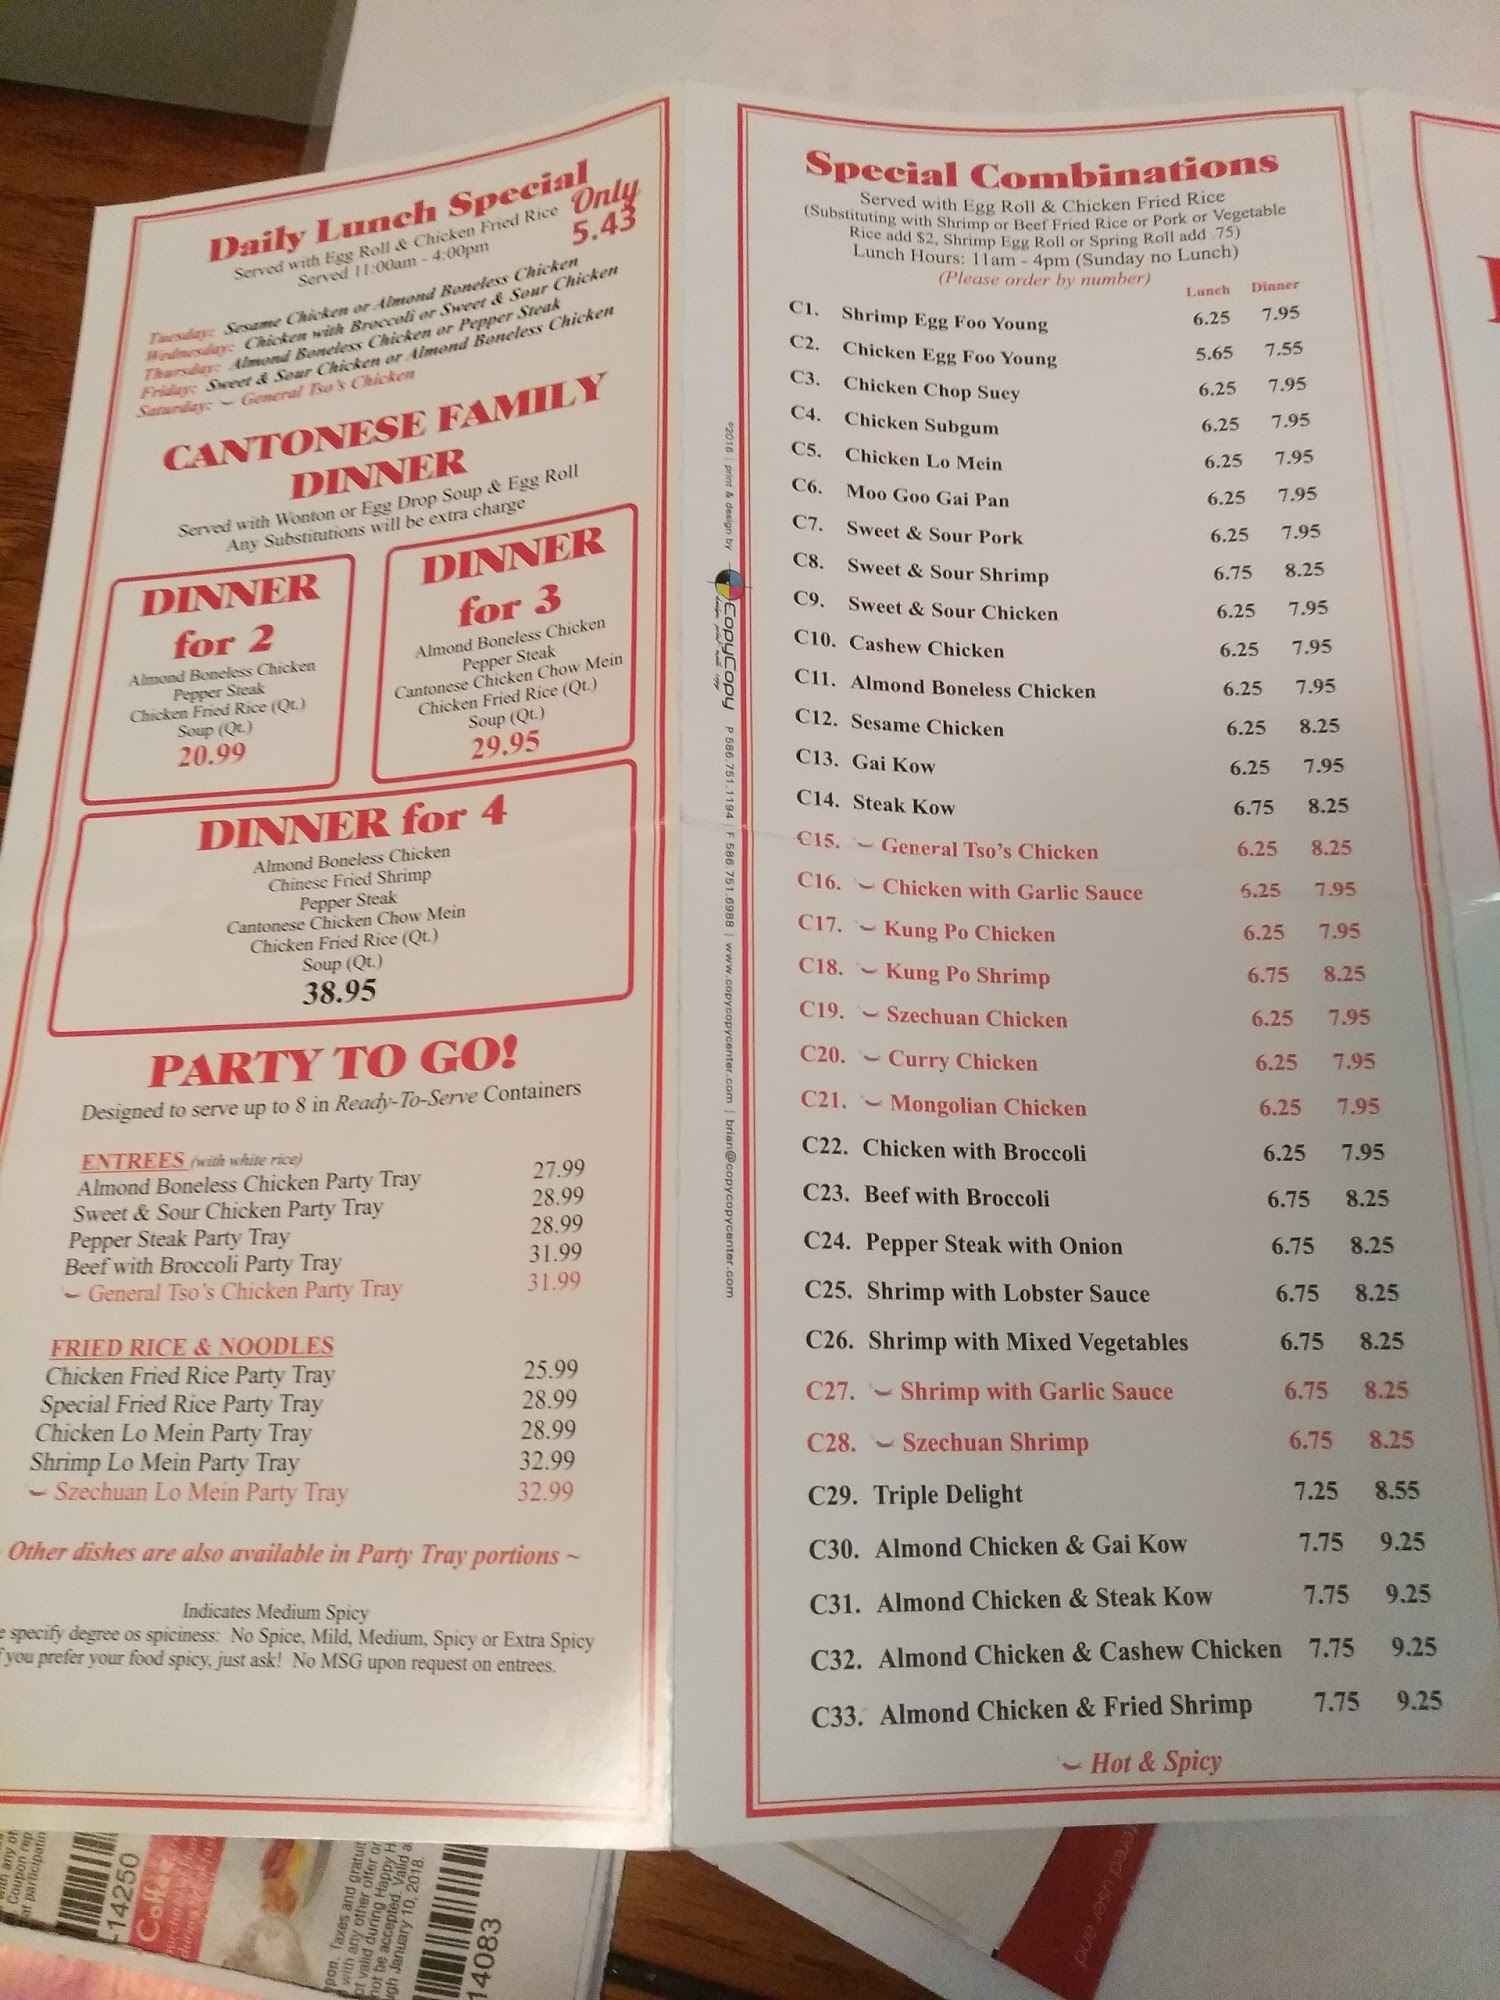 Daily Lunch Special
Served with Egg Roll & Chicken Fried Rice
Served 11:00am - 4:00pm
Only
5.43
Tuesday: Sesame Chicken or Almond Boneless Chicken
Wednesday: Chicken with Broccoli or Sweet & Sour Chicken
Thursday: Almond Boneless Chicken or Pepper Steak
Friday: Sweet & Sour Chicken or Almond Boneless Chicken
Saturday: General Tso's Chicken
CANTONESE FAMILY
DINNER
Served with Wonton or Egg Drop Soup & Egg Roll
Any Substitutions will be extra charge
DINNER
for 2
Almond Boneless Chicken
Pepper Steak
Chicken Fried Rice (Qt.)
Soup (Qt.)
20.99
DINNER
for 3
Almond Boneless Chicken
Pepper Steak
Cantonese Chicken Chow Mein
Chicken Fried Rice (Qt.)
Soup (Qt.)
29.95
DINNER for 4
Almond Boneless Chicken
Chinese Fried Shrimp
Pepper Steak
Cantonese Chicken Chow Mein
Chicken Fried Rice (Qt.)
Soup (Qt.)
38.95
PARTY TO GO!
Designed to serve up to 8 in Ready-To-Serve Containers
ENTREES (with white rice)
Almond Boneless Chicken Party Tray 27.99
Sweet & Sour Chicken Party Tray 28.99
Pepper Steak Party Tray 28.99
Beef with Broccoli Party Tray 31.99
General Tso's Chicken Party Tray 31.99
FRIED RICE & NOODLES
Chicken Fried Rice Party Tray 25.99
Special Fried Rice Party Tray 28.99
Chicken Lo Mein Party Tray 28.99
Shrimp Lo Mein Party Tray 32.99
Szechuan Lo Mein Party Tray 32.99
Other dishes are also available in Party Tray portions ~
Indicates Medium Spicy
specify degree os spiciness: No Spice, Mild, Medium, Spicy or Extra Spicy
you prefer your food spicy, just ask! No MSG upon request on entrees.
©2016 | print & design by CopyCopy P 586.751.1194 | F 586.751.6988 | www.copycopycenter.com | brian@copycopycenter.com
Special Combinations
Served with Egg Roll & Chicken Fried Rice
(Substituting with Shrimp or Beef Fried Rice or Pork or Vegetable
Rice add $2, Shrimp Egg Roll or Spring Roll add .75)
Lunch Hours: 11am - 4pm (Sunday no Lunch)
(Please order by number)
Lunch Dinner
C1. Shrimp Egg Foo Young 6.25 7.95
C2. Chicken Egg Foo Young 5.65 7.55
C3. Chicken Chop Suey 6.25 7.95
C4. Chicken Subgum 6.25 7.95
C5. Chicken Lo Mein 6.25 7.95
C6. Moo Goo Gai Pan 6.25 7.95
C7. Sweet & Sour Pork 6.25 7.95
C8. Sweet & Sour Shrimp 6.75 8.25
C9. Sweet & Sour Chicken 6.25 7.95
C10. Cashew Chicken 6.25 7.95
C11. Almond Boneless Chicken 6.25 7.95
C12. Sesame Chicken 6.25 8.25
C13. Gai Kow 6.25 7.95
C14. Steak Kow 6.75 8.25
C15. General Tso's Chicken 6.25 8.25
C16. Chicken with Garlic Sauce 6.25 7.95
C17. Kung Po Chicken 6.25 7.95
C18. Kung Po Shrimp 6.75 8.25
C19. Szechuan Chicken 6.25 7.95
C20. Curry Chicken 6.25 7.95
C21. Mongolian Chicken 6.25 7.95
C22. Chicken with Broccoli 6.25 7.95
C23. Beef with Broccoli 6.75 8.25
C24. Pepper Steak with Onion 6.75 8.25
C25. Shrimp with Lobster Sauce 6.75 8.25
C26. Shrimp with Mixed Vegetables 6.75 8.25
C27. Shrimp with Garlic Sauce 6.75 8.25
C28. Szechuan Shrimp 6.75 8.25
C29. Triple Delight 7.25 8.55
C30. Almond Chicken & Gai Kow 7.75 9.25
C31. Almond Chicken & Steak Kow 7.75 9.25
C32. Almond Chicken & Cashew Chicken 7.75 9.25
C33. Almond Chicken & Fried Shrimp 7.75 9.25
Hot & Spicy
with any of
Coupon rep
at participatin
14250
Coffee
Taxes and gratuit
with any other offer or
valid during Happy H
not be accepted. Valid a
January 10, 2018.
14083